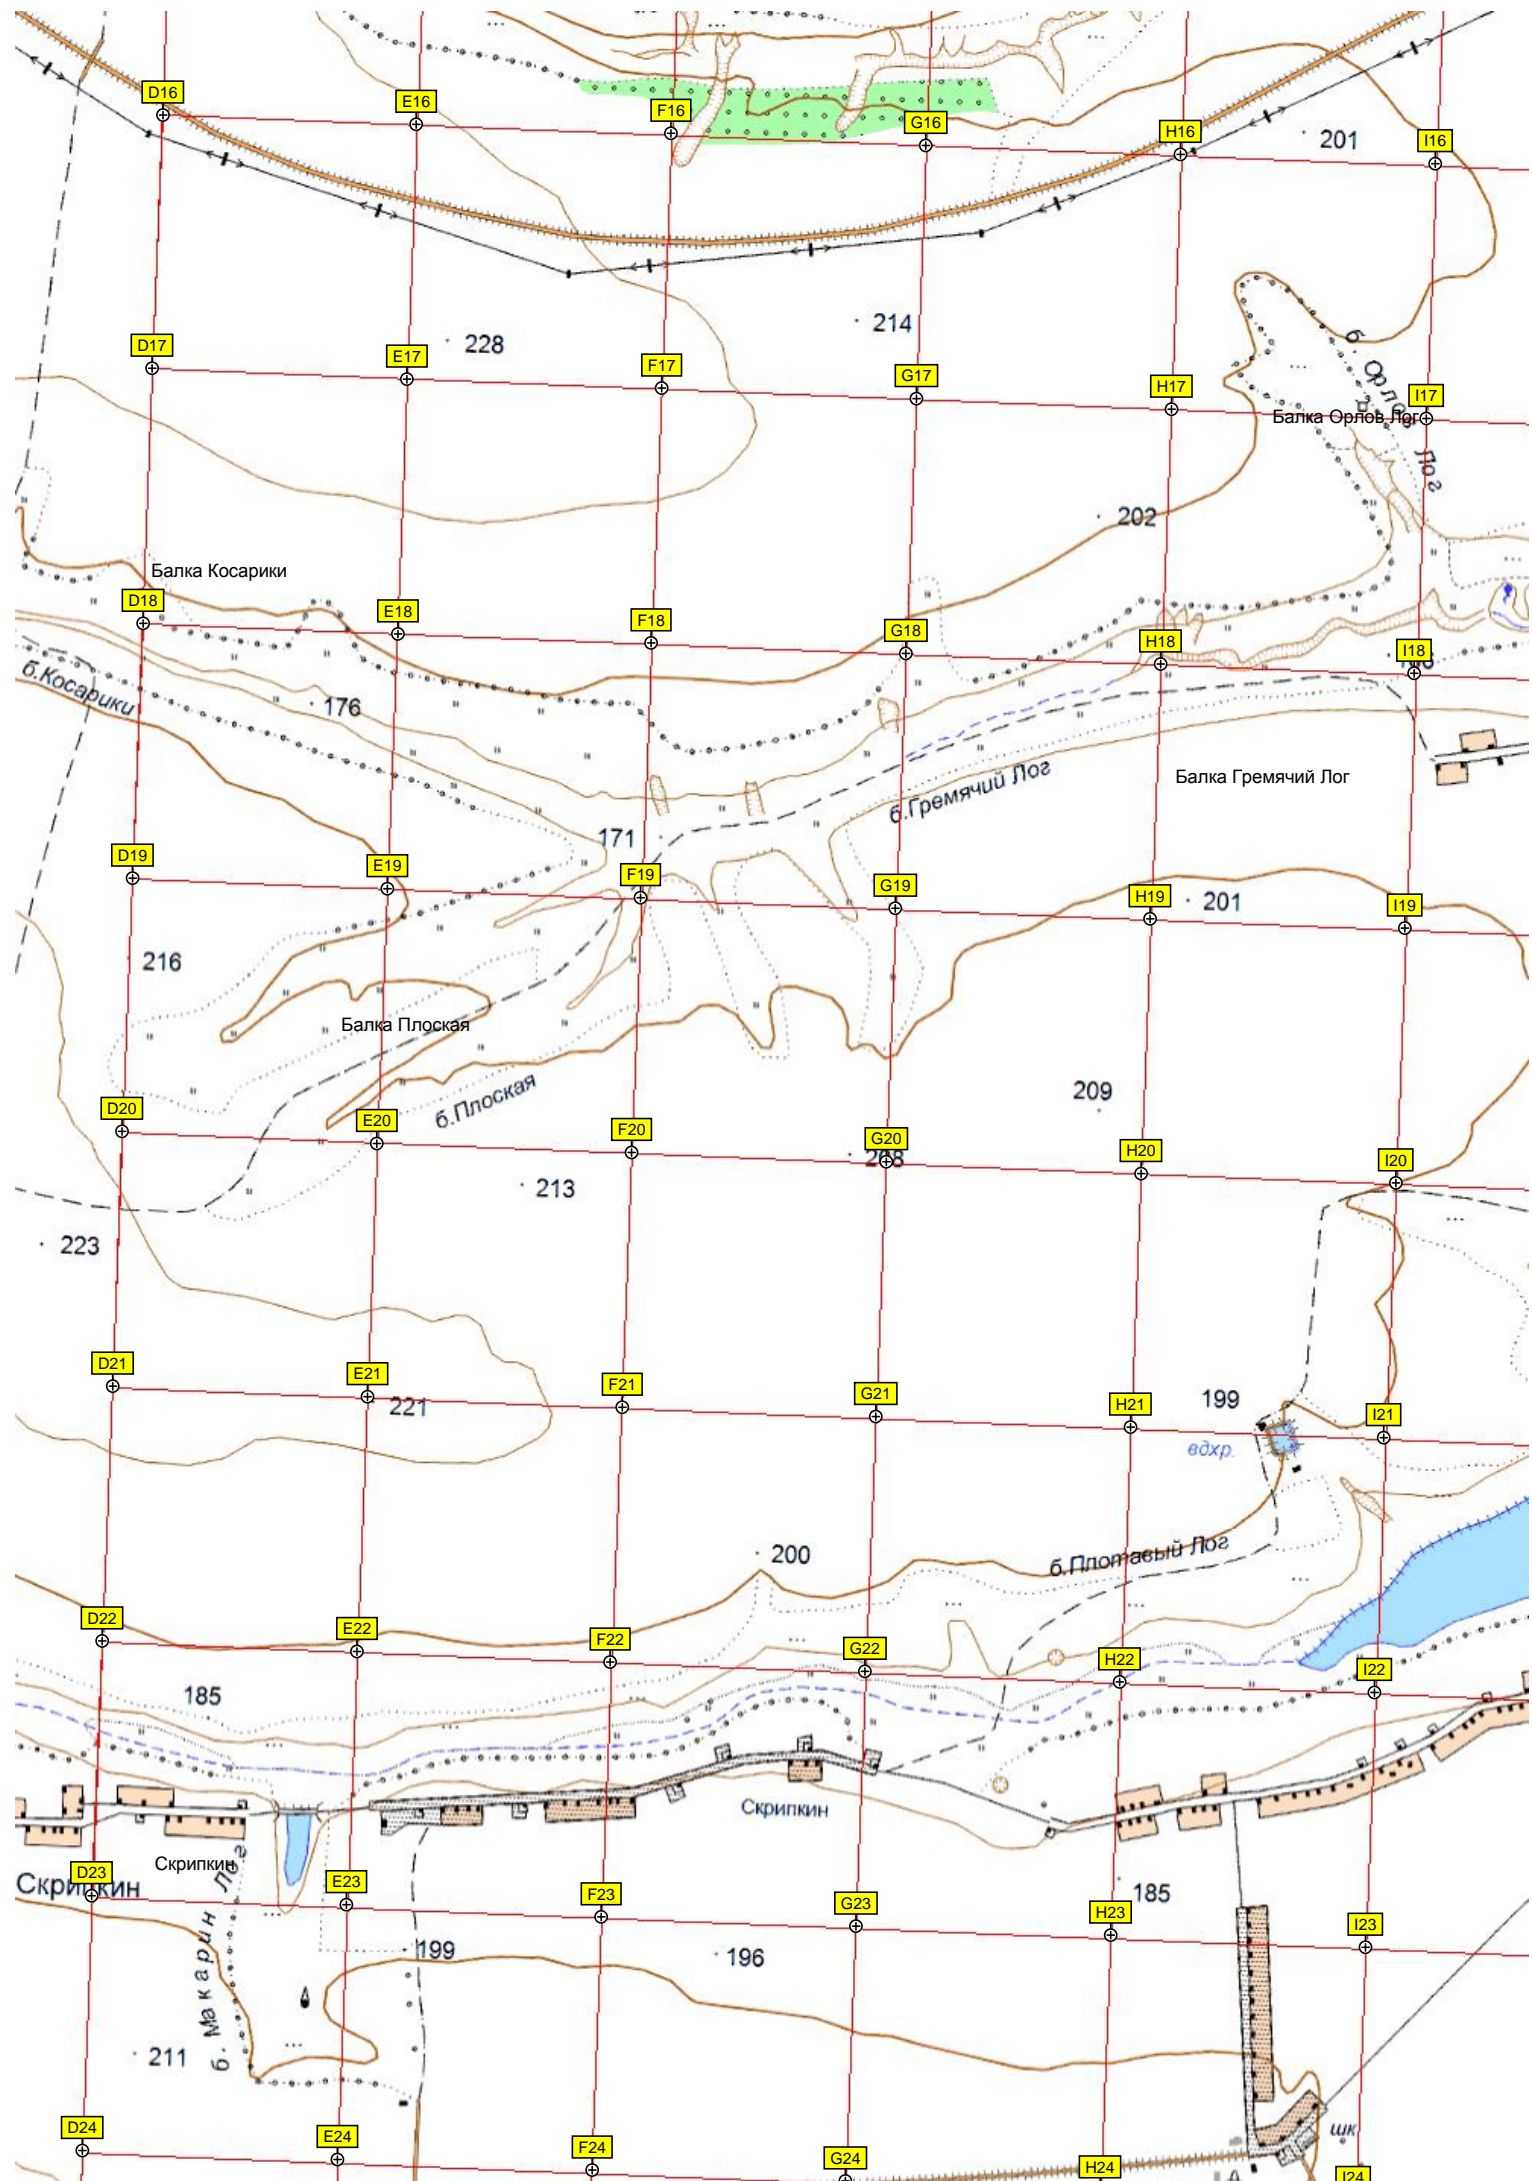 D16
E16
F16
G16
H16
201
I16
214
228
D17
E17
F17
G17
H17
I17
б. Орлов Лог
Балка Орлов Лог
202
Балка Косарики
D18
E18
F18
G18
H18
I18
б.Косарики
176
б.Гремячий Лог
Балка Гремячий Лог
171
D19
E19
F19
G19
H19
201
I19
216
Балка Плоская
б.Плоская
209
D20
E20
F20
G20
208
H20
I20
213
223
D21
E21
221
F21
G21
H21
199
I21
вдхр.
200
б.Плотавый Лог
D22
E22
F22
G22
H22
I22
185
Скрипкин
Скрипкин
D23
Скрипкин
E23
F23
G23
H23
185
I23
б. Макарин Лог
199
196
211
D24
E24
F24
G24
H24
шк
I24